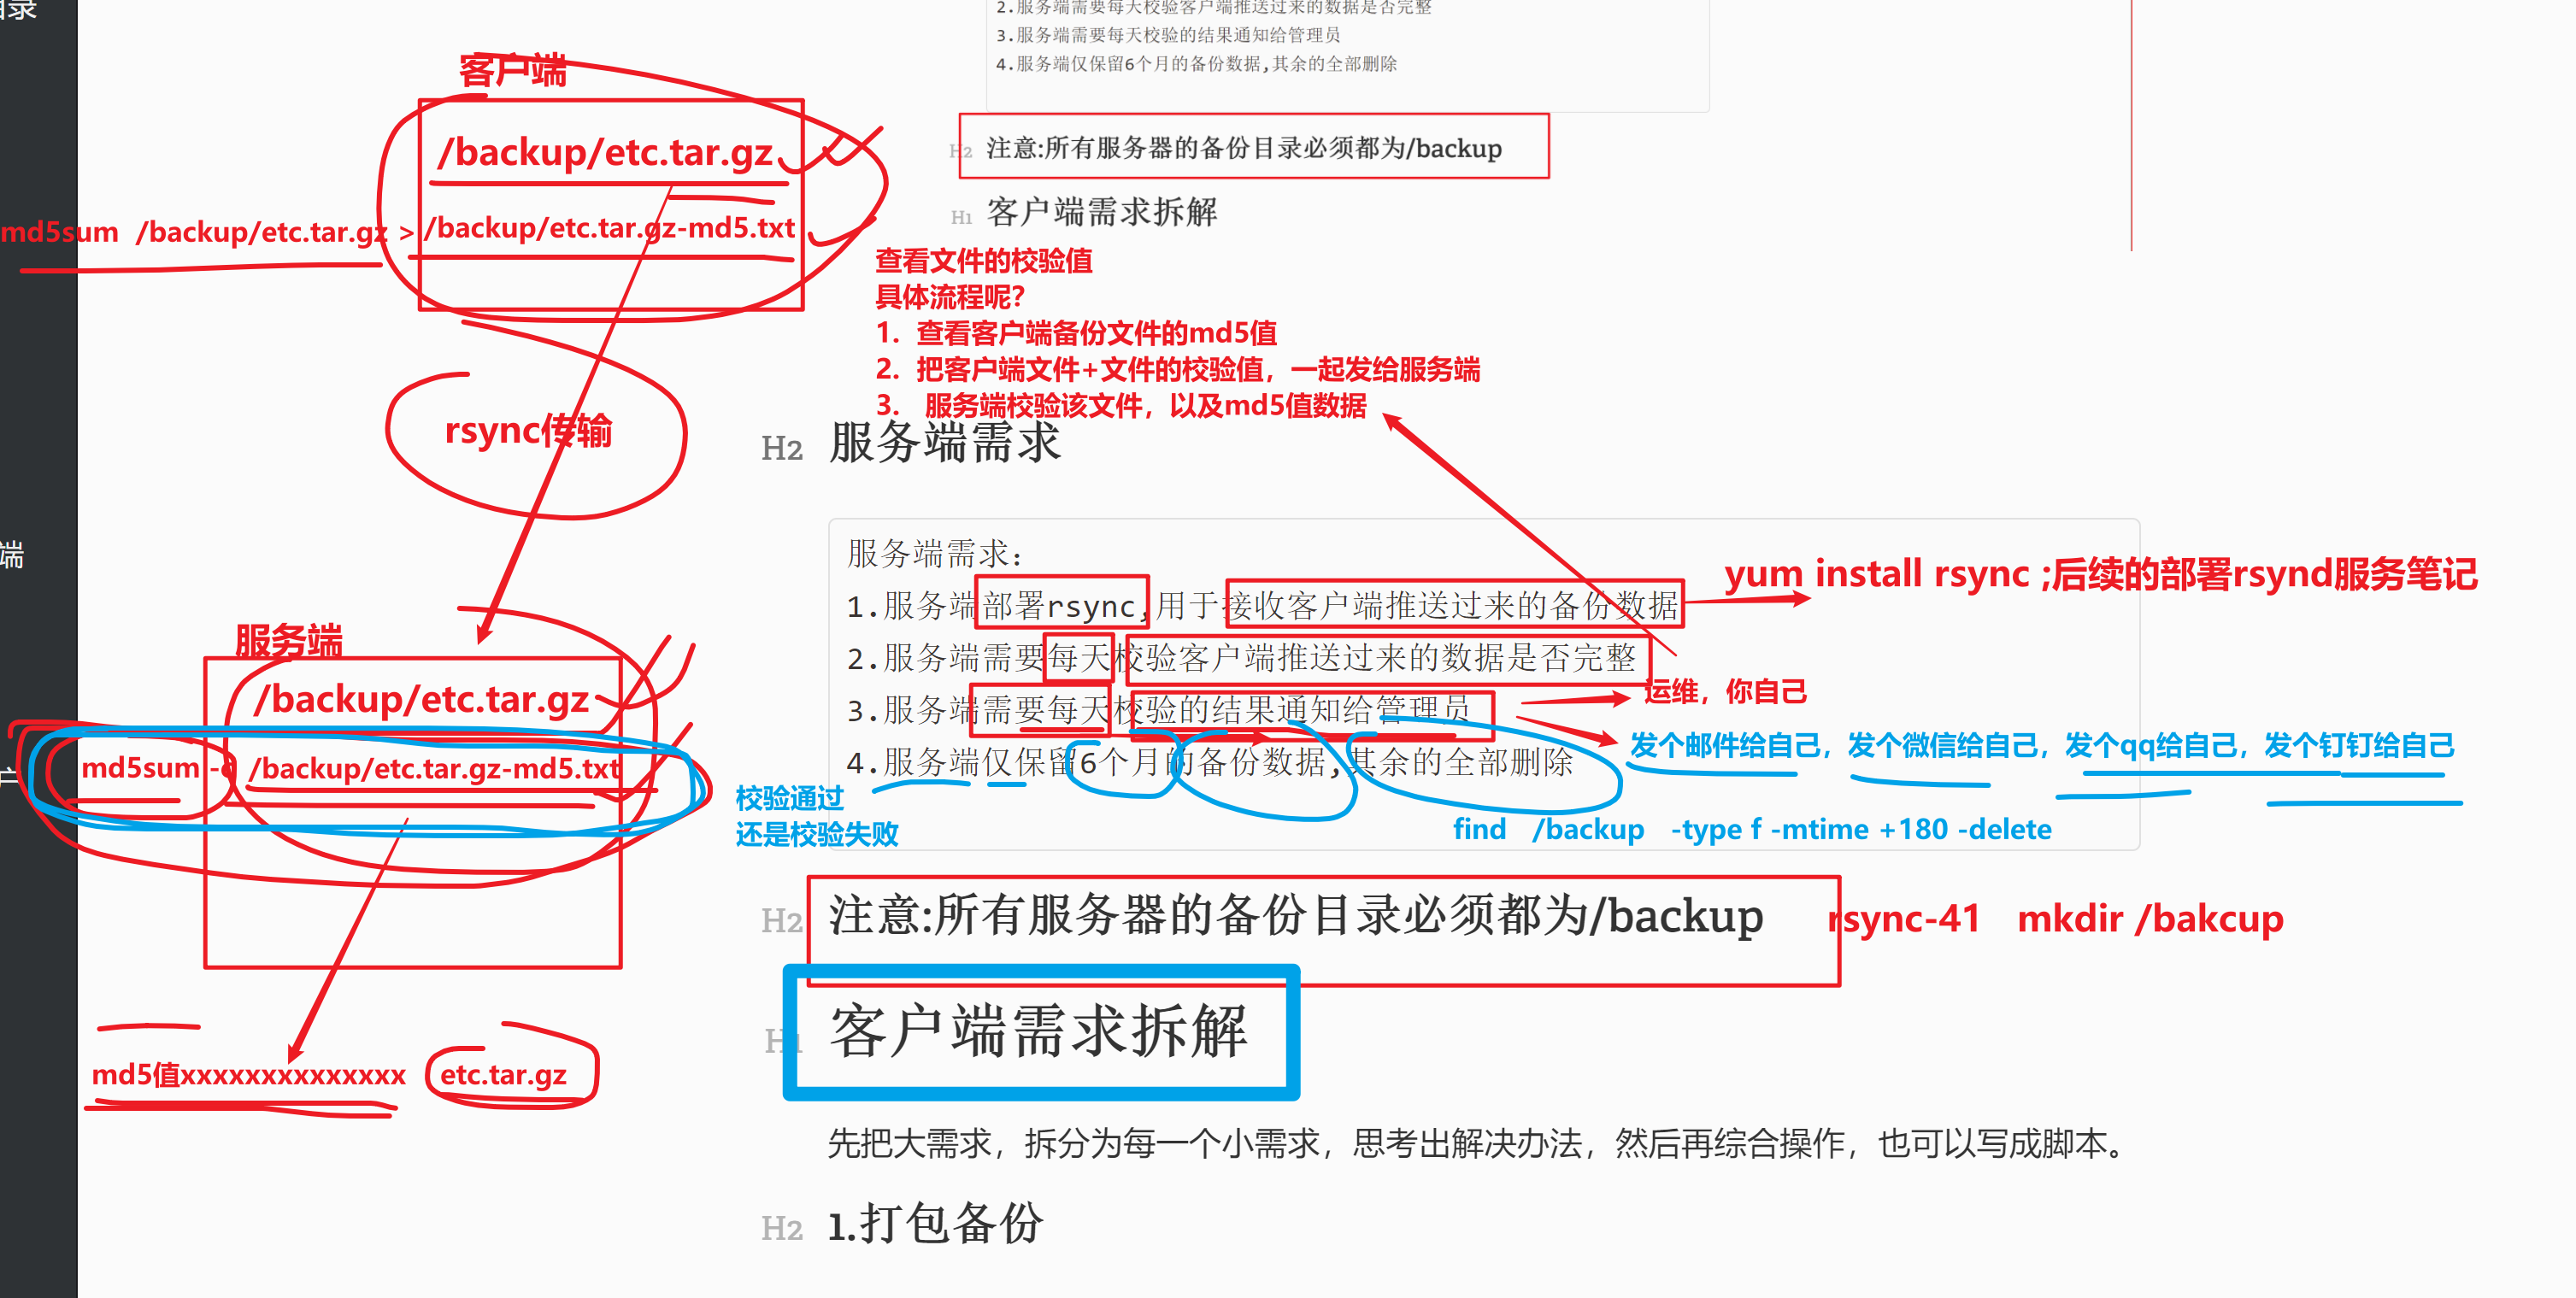 目录
2.服务端需要每天校验客户端推送过来的数据是否完整
3.服务端需要每天校验的结果通知给管理员
4.服务端仅保留6个月的备份数据,其余的全部删除
H2 注意:所有服务器的备份目录必须都为/backup
H1 客户端需求拆解
客户端
/backup/etc.tar.gz
md5sum /backup/etc.tar.gz > /backup/etc.tar.gz-md5.txt
查看文件的校验值
具体流程呢?
1. 查看客户端备份文件的md5值
2. 把客户端文件+文件的校验值，一起发给服务端
3. 服务端校验该文件，以及md5值数据
rsync传输
H2 服务端需求
端
服务端需求:
1.服务端部署rsync,用于接收客户端推送过来的备份数据
yum install rsync ;后续的部署rsynd服务笔记
2.服务端需要每天校验客户端推送过来的数据是否完整
3.服务端需要每天校验的结果通知给管理员
运维，你自己
4.服务端仅保留6个月的备份数据,其余的全部删除
发个邮件给自己，发个微信给自己，发个qq给自己，发个钉钉给自己
find /backup -type f -mtime +180 -delete
服务端
/backup/etc.tar.gz
md5sum -c /backup/etc.tar.gz-md5.txt
校验通过
还是校验失败
md5值xxxxxxxxxxxxxx etc.tar.gz
H2 注意:所有服务器的备份目录必须都为/backup
rsync-41 mkdir /bakcup
H1 客户端需求拆解
先把大需求，拆分为每一个小需求，思考出解决办法，然后再综合操作，也可以写成脚本。
H2 1.打包备份